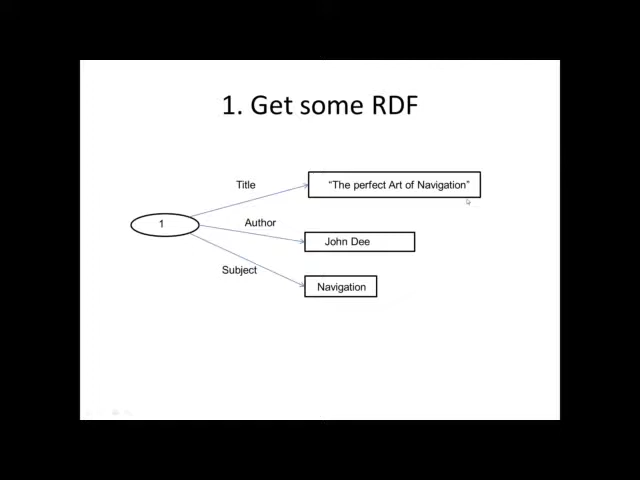 1. Get some RDF
Title
“The perfect Art of Navigation”
1
Author
John Dee
Subject
Navigation